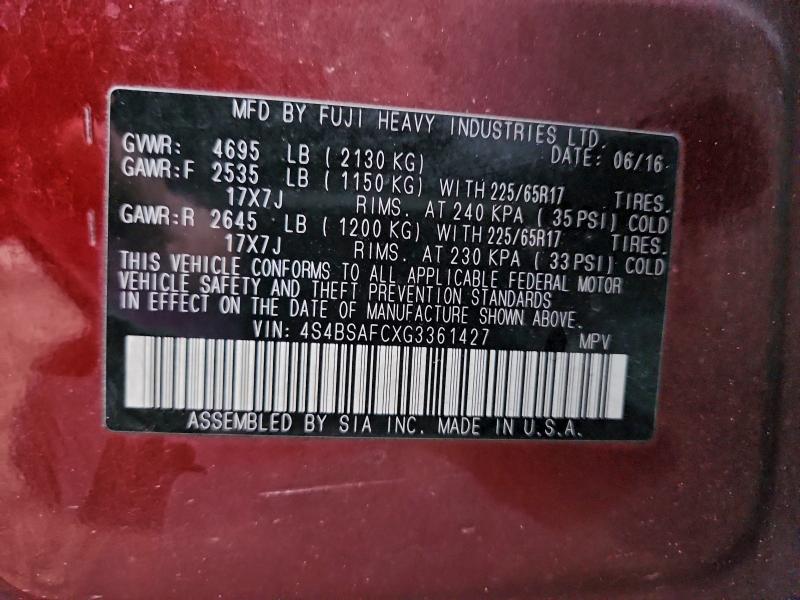 MFD BY FUJI HEAVY INDUSTRIES LTD.
GVWR: 4695 LB (2130 KG) DATE: 06/16
GAWR:F 2535 LB (1150 KG) WITH 225/65R17 TIRES.
17X7J RIMS. AT 240 KPA (35 PSI) COLD
GAWR:R 2645 LB (1200 KG) WITH 225/65R17 TIRES.
17X7J RIMS. AT 230 KPA (33 PSI) COLD
THIS VEHICLE CONFORMS TO ALL APPLICABLE FEDERAL MOTOR
VEHICLE SAFETY AND THEFT PREVENTION STANDARDS
IN EFFECT ON THE DATE OF MANUFACTURE SHOWN ABOVE.
VIN: 4S4BSAFCXG3361427 MPV
ASSEMBLED BY SIA INC. MADE IN U.S.A.